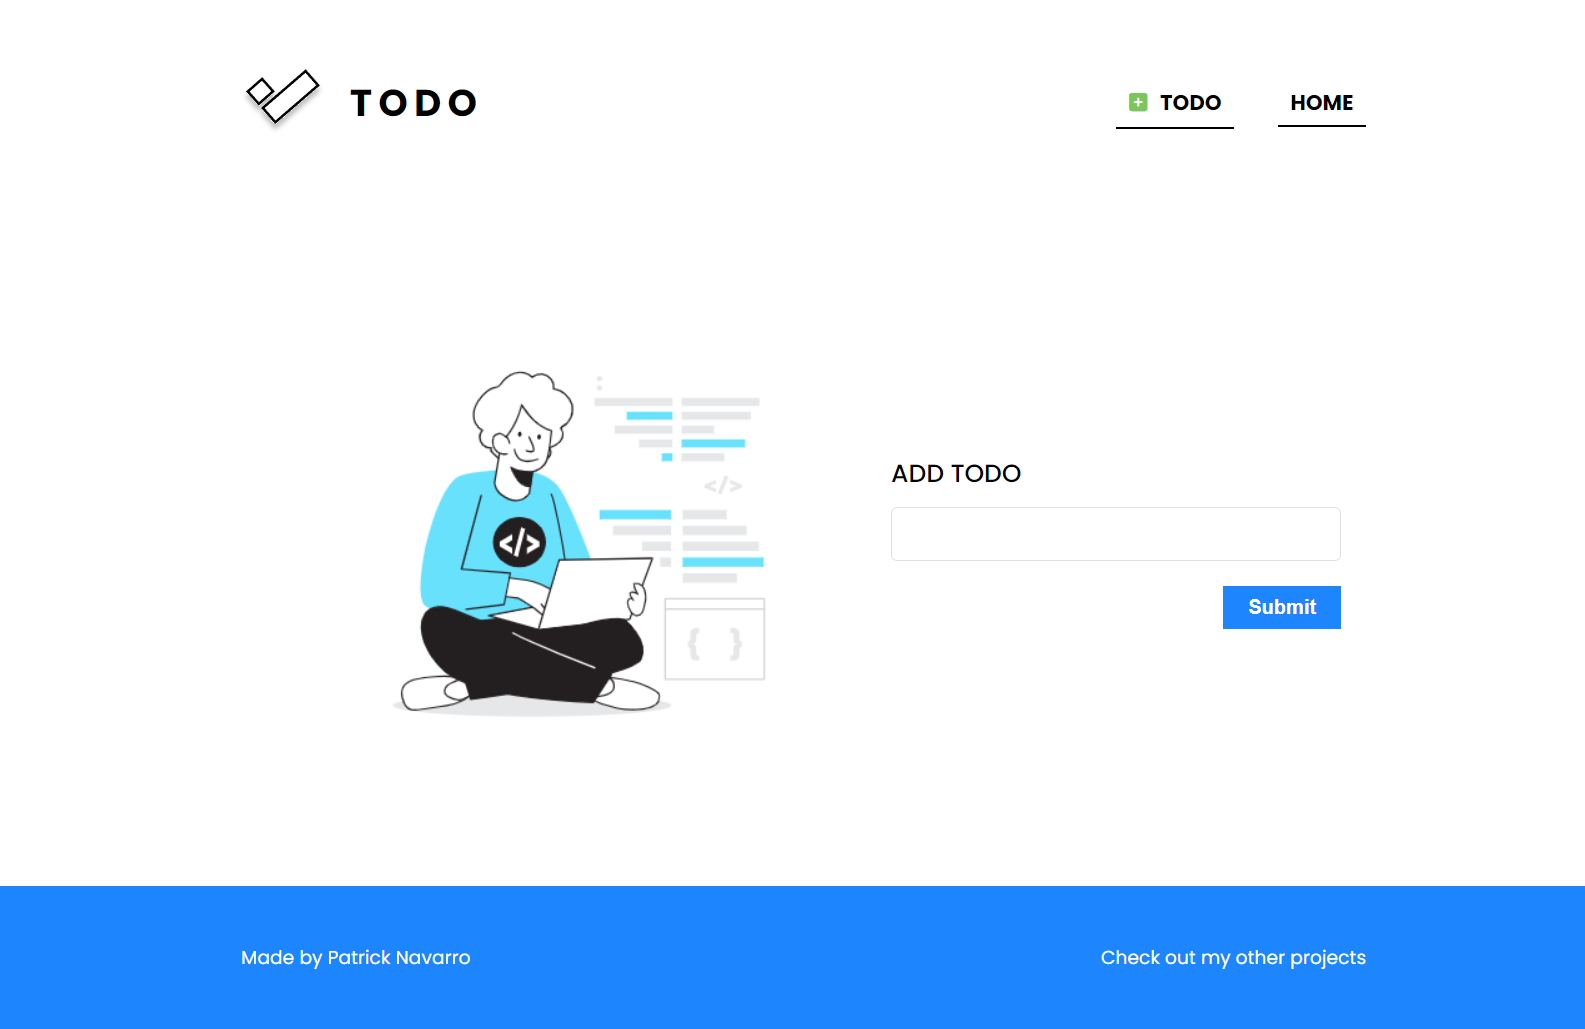 TODO
TODO
HOME
</>
</>
{ }
ADD TODO
Submit
Made by Patrick Navarro
Check out my other projects